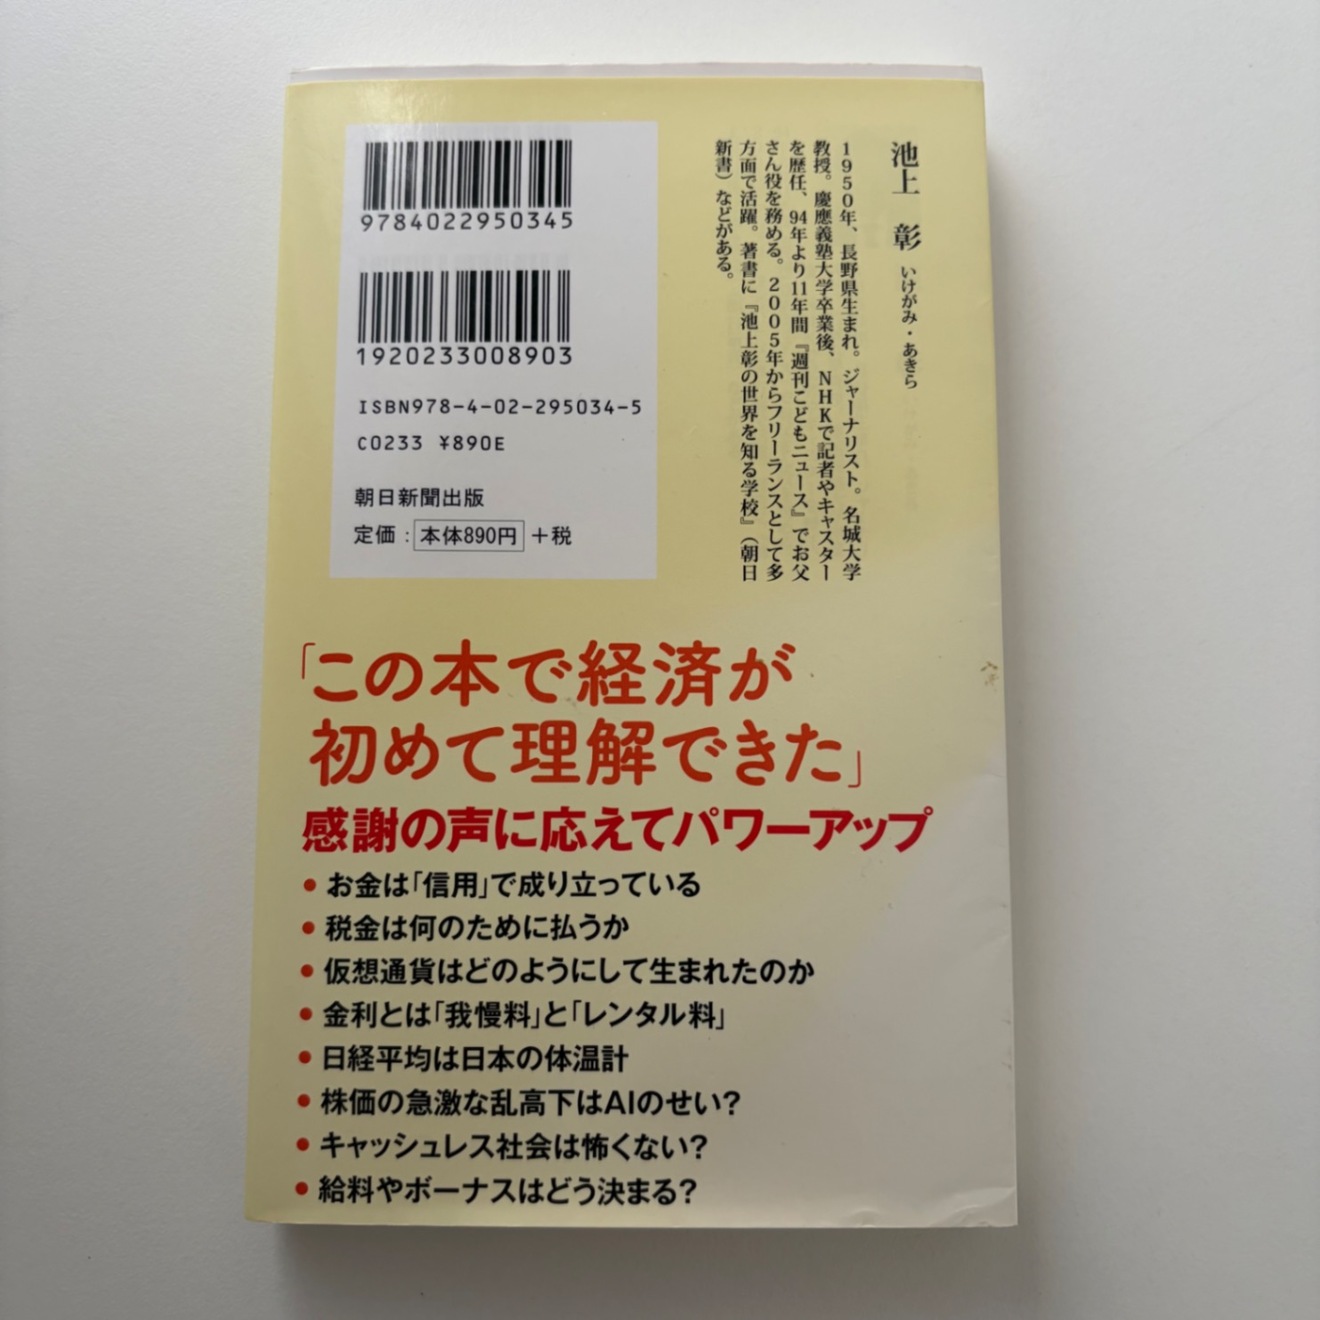 9784022950345
1920233008903
ISBN978-4-02-295034-5
C0233 ¥890E
朝日新聞出版
定価：本体890円＋税
池上 彰 いけがみ・あきら
1950年、長野県生まれ。ジャーナリスト。名城大学
教授。慶應義塾大学卒業後、NHKで記者やキャスター
を歴任、94年より11年間『週刊こどもニュース』でお父
さん役を務める。2005年からフリーランスとして多
方面で活躍。著書に『池上彰の世界を知る学校』（朝日
新書）などがある。
「この本で経済が
初めて理解できた」
感謝の声に応えてパワーアップ
• お金は「信用」で成り立っている
• 税金は何のために払うか
• 仮想通貨はどのようにして生まれたのか
• 金利とは「我慢料」と「レンタル料」
• 日経平均は日本の体温計
• 株価の急激な乱高下はAIのせい？
• キャッシュレス社会は怖くない？
• 給料やボーナスはどう決まる？